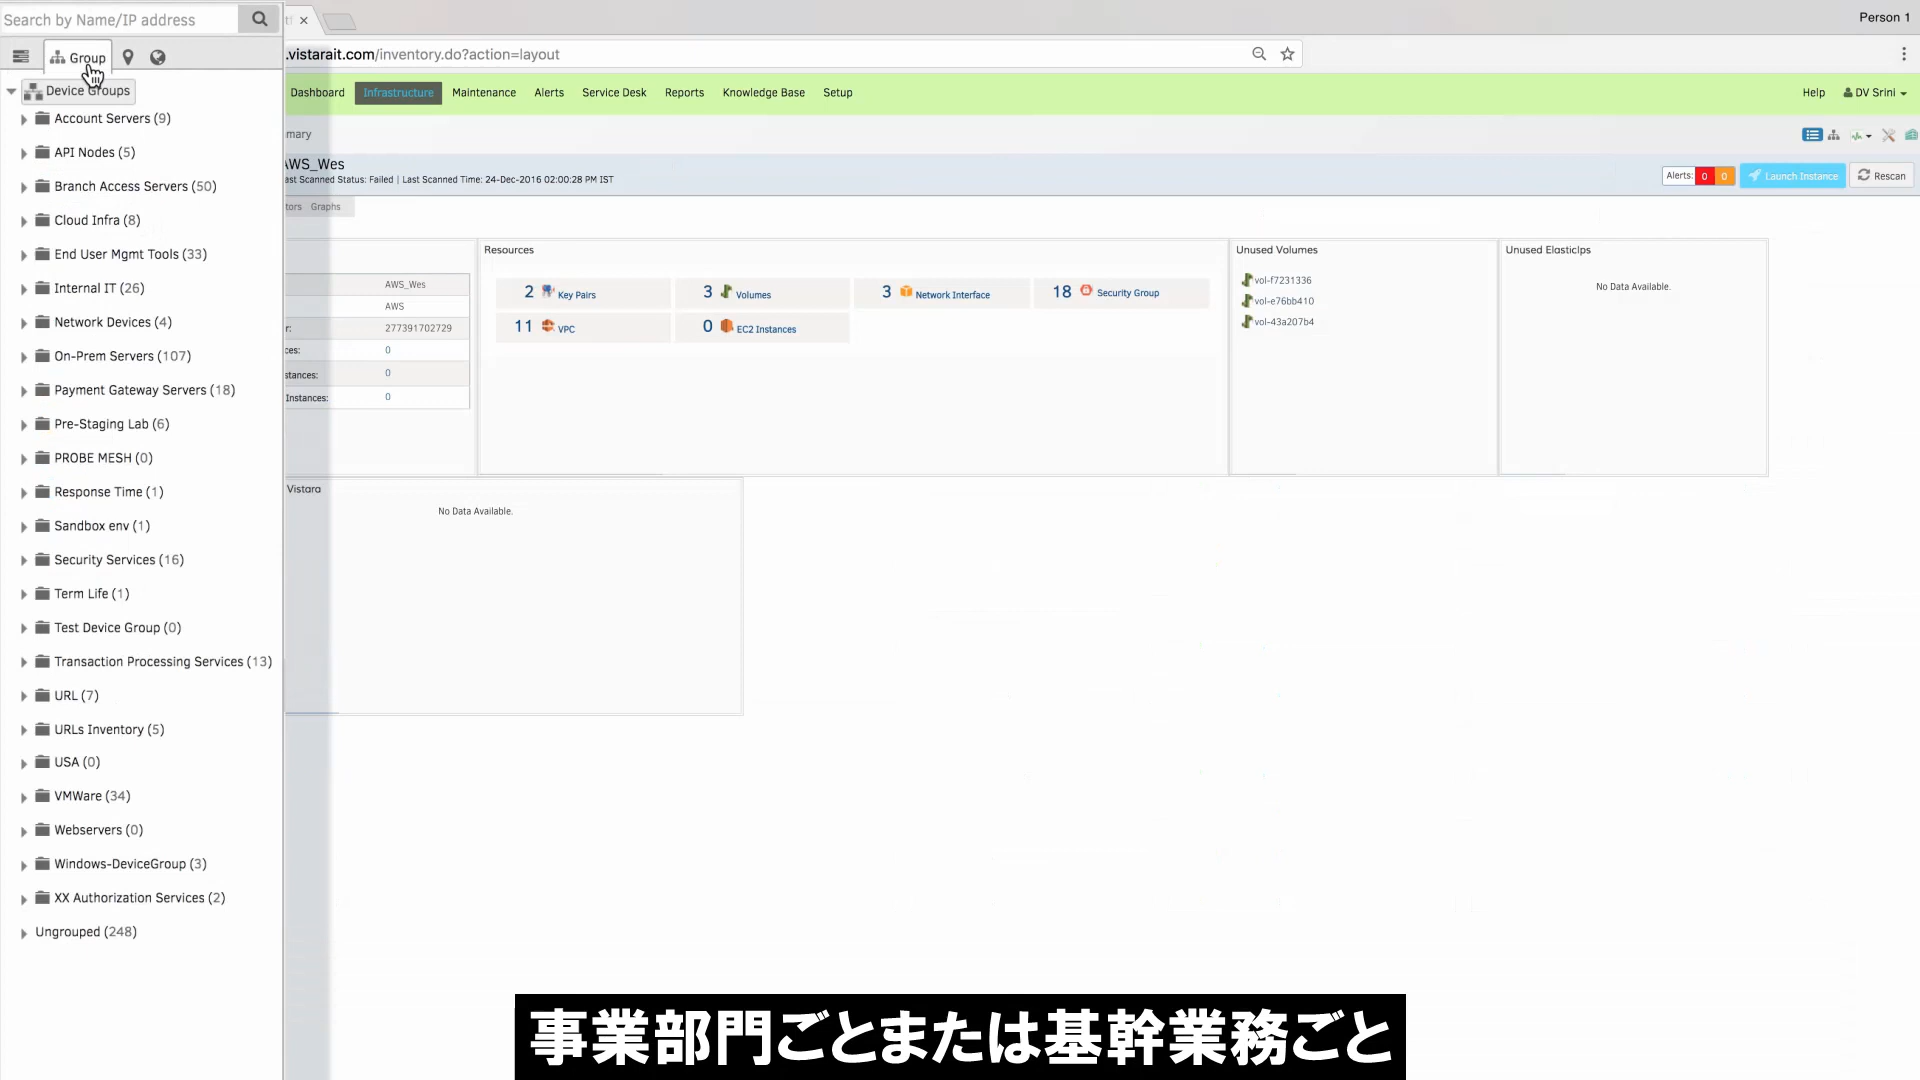 Search by Name/IP address
Person 1
.vistarait.com/inventory.do?action=layout
Group
Device Groups
Account Servers (9)
API Nodes (5)
Branch Access Servers (50)
Cloud Infra (8)
End User Mgmt Tools (33)
Internal IT (26)
Network Devices (4)
On-Prem Servers (107)
Payment Gateway Servers (18)
Pre-Staging Lab (6)
PROBE MESH (0)
Response Time (1)
Sandbox env (1)
Security Services (16)
Term Life (1)
Test Device Group (0)
Transaction Processing Services (13)
URL (7)
URLs Inventory (5)
USA (0)
VMWare (34)
Webservers (0)
Windows-DeviceGroup (3)
XX Authorization Services (2)
Ungrouped (248)
Dashboard Infrastructure Maintenance Alerts Service Desk Reports Knowledge Base Setup
Help DV Srini
mmary
AWS_Wes
ast Scanned Status: Failed | Last Scanned Time: 24-Dec-2016 02:00:28 PM IST
Alerts: 0 0 Launch Instance Rescan
tors Graphs
AWS_Wes
AWS
r: 277391702729
ces: 0
stances: 0
Instances: 0
Resources
2 Key Pairs 3 Volumes 3 Network Interface 18 Security Group
11 VPC 0 EC2 Instances
Unused Volumes
vol-f7231336
vol-e76bb410
vol-43a207b4
Unused ElasticIps
No Data Available.
Vistara
No Data Available.
事業部門ごとまたは基幹業務ごと